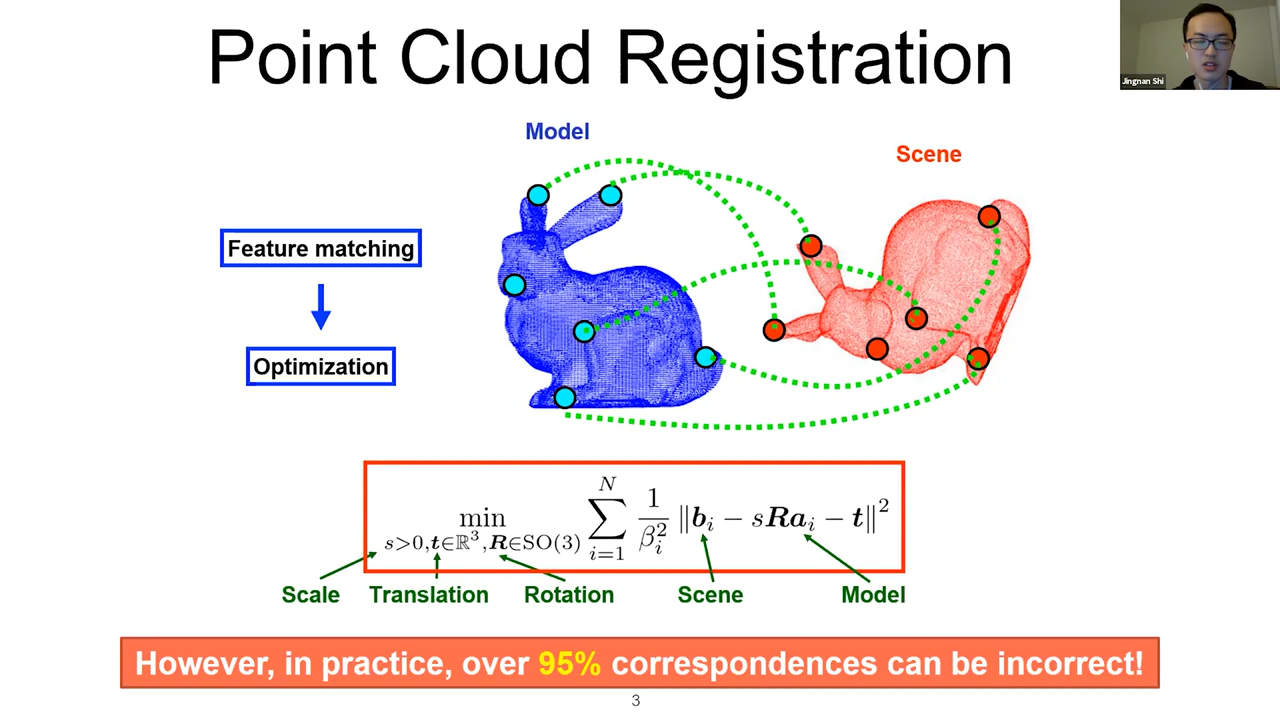 Point Cloud Registration
Jingnan Shi
Model
Scene
Feature matching
Optimization
$$\min_{s>0,\boldsymbol{t}\in\mathbb{R}^3,\boldsymbol{R}\in\mathrm{SO}(3)} \sum_{i=1}^{N} \frac{1}{\beta_i^2} \left\| \boldsymbol{b}_i - s\boldsymbol{R}\boldsymbol{a}_i - \boldsymbol{t} \right\|^2$$
Scale Translation Rotation Scene Model
However, in practice, over 95% correspondences can be incorrect!
3